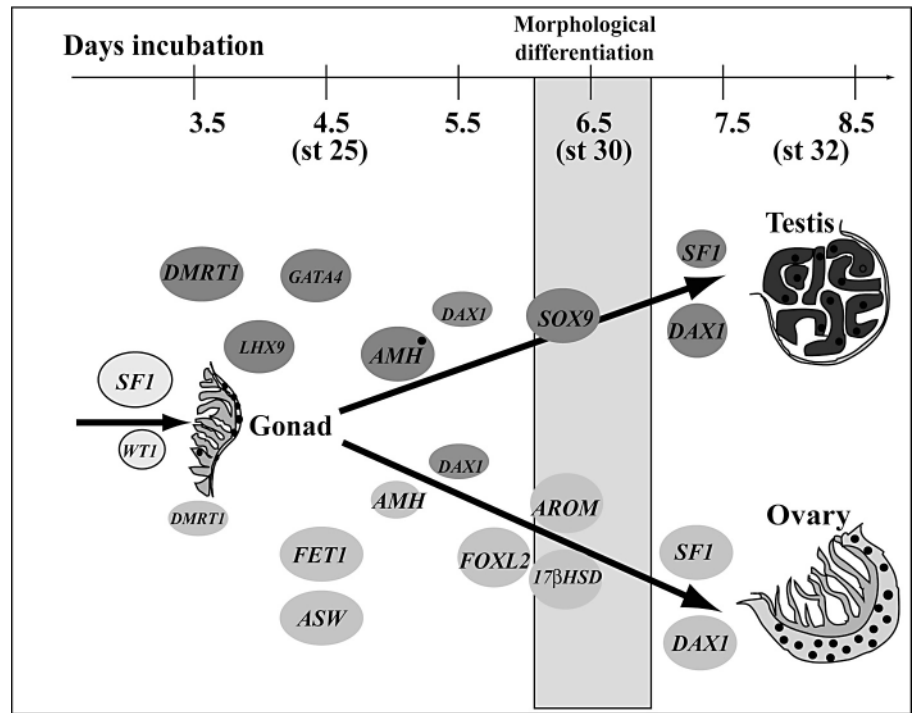 Morphological
differentiation
Days incubation
3.5 4.5 5.5 6.5 7.5 8.5
(st 25) (st 30) (st 32)
Testis
SF1
DMRT1 GATA4
DAX1
SOX9
DAX1
LHX9
AMH
SF1
Gonad
WT1
DAX1
AMH
AROM
Ovary
DMRT1
FET1
FOXL2
SF1
17βHSD
ASW
DAX1